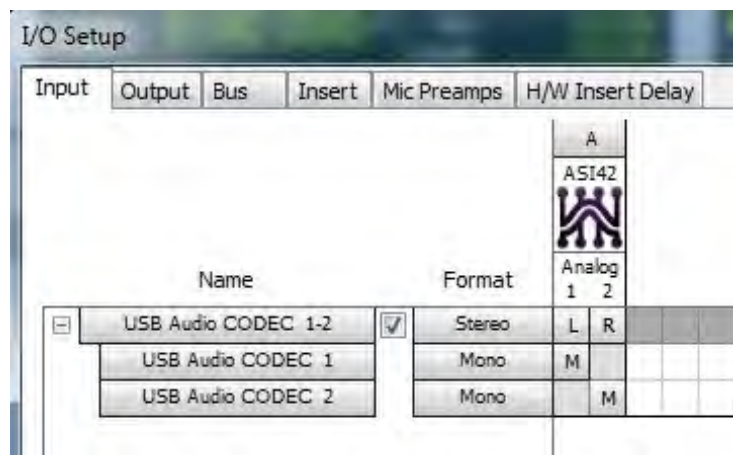 I/O Setup
Input Output Bus Insert Mic Preamps H/W Insert Delay
A
ASI42
Name Format Analog
1 2
USB Audio CODEC 1-2 Stereo L R
USB Audio CODEC 1 Mono M
USB Audio CODEC 2 Mono M